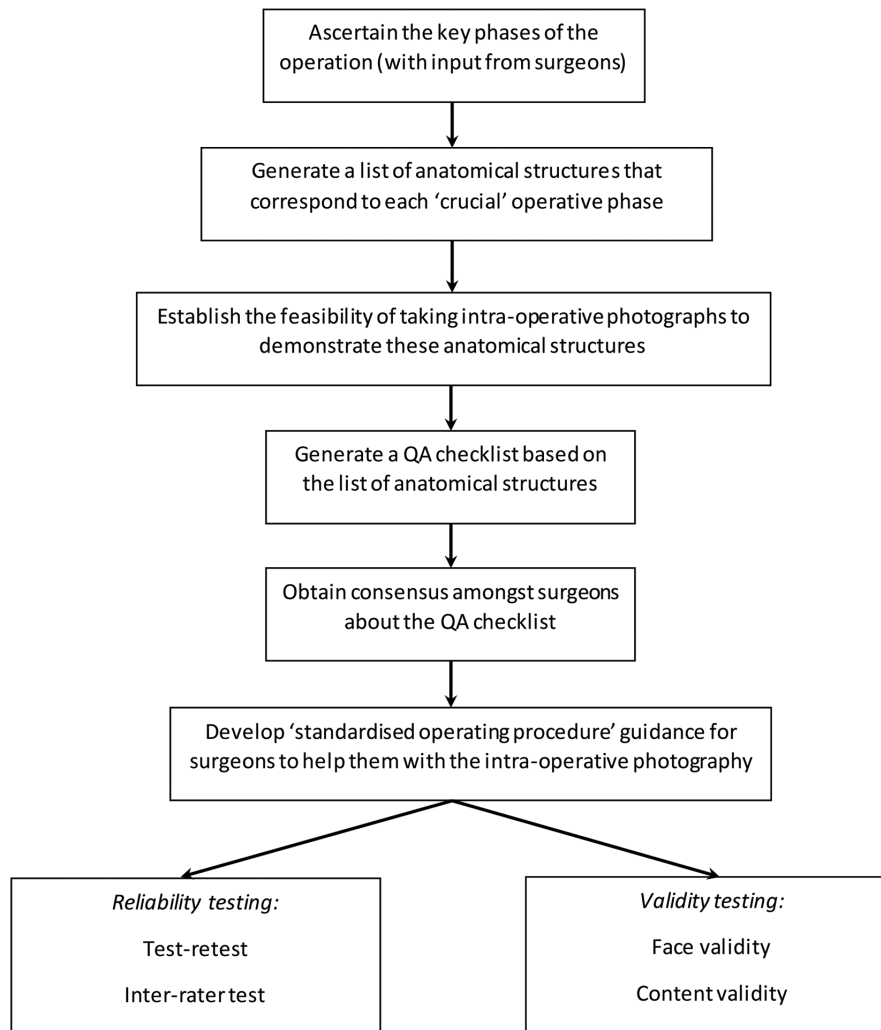 Ascertain the key phases of the
operation (with input from surgeons)
Generate a list of anatomical structures that
correspond to each ‘crucial’ operative phase
Establish the feasibility of taking intra-operative photographs to
demonstrate these anatomical structures
Generate a QA checklist based on
the list of anatomical structures
Obtain consensus amongst surgeons
about the QA checklist
Develop ‘standardised operating procedure’ guidance for
surgeons to help them with the intra-operative photography
Reliability testing:
Test-retest
Inter-rater test
Validity testing:
Face validity
Content validity